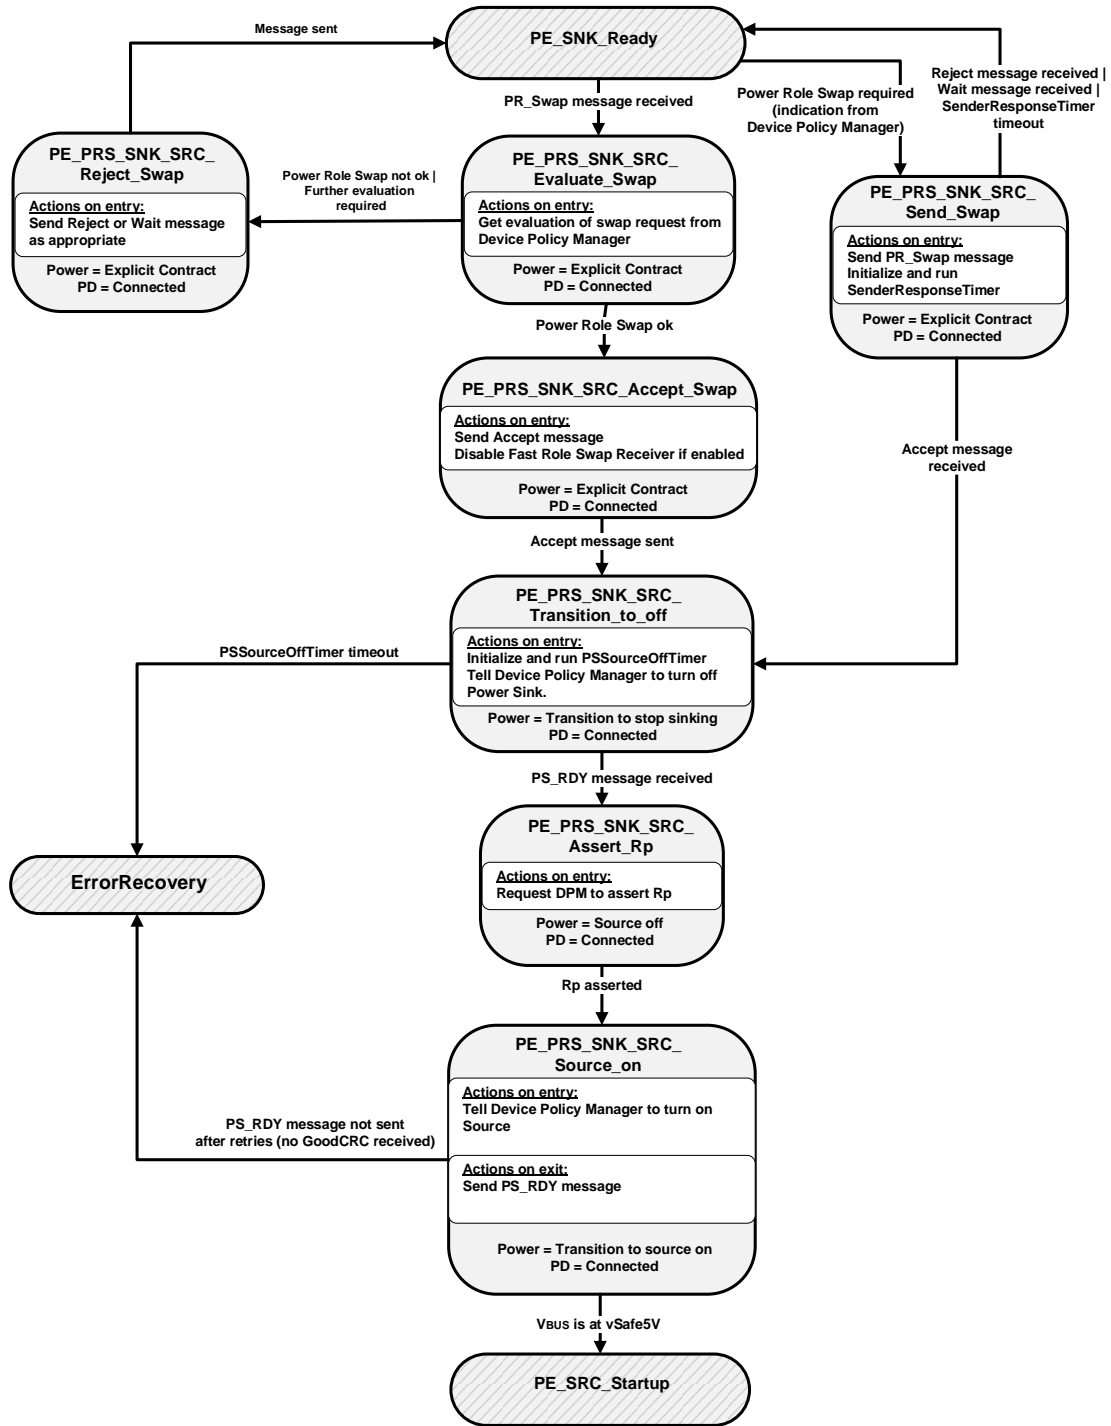 Message sent
PE_SNK_Ready
PR_Swap message received
Power Role Swap required
(indication from
Device Policy Manager)
Reject message received |
Wait message received |
SenderResponseTimer
timeout
PE_PRS_SNK_SRC_
Reject_Swap
Actions on entry:
Send Reject or Wait message
as appropriate
Power = Explicit Contract
PD = Connected
Power Role Swap not ok |
Further evaluation
required
PE_PRS_SNK_SRC_
Evaluate_Swap
Actions on entry:
Get evaluation of swap request from
Device Policy Manager
Power = Explicit Contract
PD = Connected
PE_PRS_SNK_SRC_
Send_Swap
Actions on entry:
Send PR_Swap message
Initialize and run
SenderResponseTimer
Power = Explicit Contract
PD = Connected
Power Role Swap ok
PE_PRS_SNK_SRC_Accept_Swap
Actions on entry:
Send Accept message
Disable Fast Role Swap Receiver if enabled
Power = Explicit Contract
PD = Connected
Accept message
received
Accept message sent
PE_PRS_SNK_SRC_
Transition_to_off
Actions on entry:
Initialize and run PSSourceOffTimer
Tell Device Policy Manager to turn off
Power Sink.
Power = Transition to stop sinking
PD = Connected
PSSourceOffTimer timeout
PS_RDY message received
PE_PRS_SNK_SRC_
Assert_Rp
Actions on entry:
Request DPM to assert Rp
Power = Source off
PD = Connected
ErrorRecovery
Rp asserted
PE_PRS_SNK_SRC_
Source_on
Actions on entry:
Tell Device Policy Manager to turn on
Source
Actions on exit:
Send PS_RDY message
Power = Transition to source on
PD = Connected
PS_RDY message not sent
after retries (no GoodCRC received)
VBUS is at vSafe5V
PE_SRC_Startup